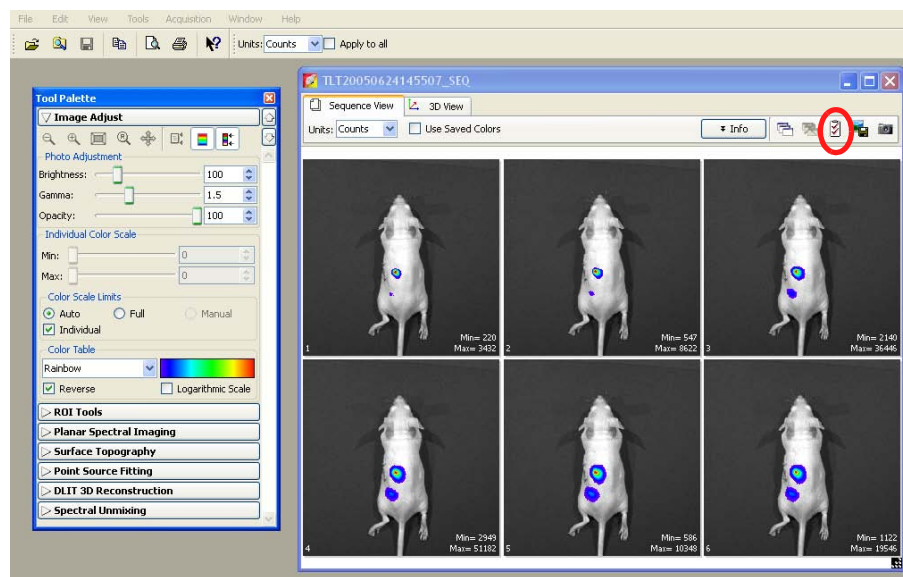 File Edit View Tools Acquisition Window Help
Units: Counts Apply to all
TLT20050624145507_SEQ
Sequence View 3D View
Units: Counts Use Saved Colors Info
Tool Palette
Image Adjust
Photo Adjustment
Brightness: 100
Gamma: 1.5
Opacity: 100
Individual Color Scale
Min: 0
Max: 0
Color Scale Limits
Auto Full Manual
Individual
Color Table
Rainbow
Reverse Logarithmic Scale
ROI Tools
Planar Spectral Imaging
Surface Topography
Point Source Fitting
DLIT 3D Reconstruction
Spectral Unmixing
Min= 220
1 Max= 3432
Min= 547
2 Max= 8622
Min= 2140
3 Max= 36446
Min= 2949
4 Max= 51182
Min= 586
5 Max= 10348
Min= 1122
6 Max= 19546